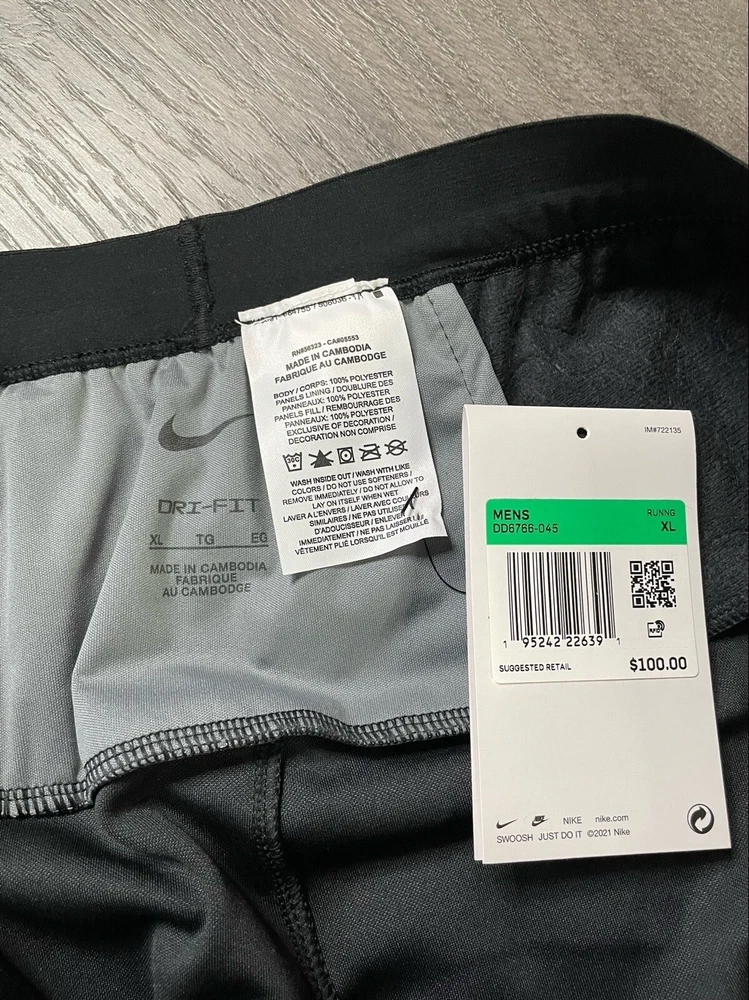 RN#56323 - CA#05553
MADE IN CAMBODIA
FABRIQUE AU CAMBODGE
BODY / CORPS: 100% POLYESTER
PANELS LINING / DOUBLURE DES
PANNEAUX: 100% POLYESTER
PANELS FILL / REMBOURRAGE DES
PANNEAUX: 100% POLYESTER
EXCLUSIVE OF DECORATION /
DECORATION NON COMPRISE
30C
WASH INSIDE OUT / WASH WITH LIKE
COLORS / DO NOT USE SOFTENERS /
REMOVE IMMEDIATELY / DO NOT ALLOW TO
LAY ON ITSELF WHEN WET
LAVER A L'ENVERS / LAVER AVEC COULEURS
SIMILAIRES / NE PAS UTILISER
D'ADOUCISSEUR / ENLEVER
IMMEDIATEMENT / NE PAS LAISSER LE
VÊTEMENT PLIÉ LORSQU'IL EST MOUILLÉ
DRI-FIT
XL TG EG
MADE IN CAMBODIA
FABRIQUE
AU CAMBODGE
IM#722135
MENS RUNNG
DD6766-045 XL
1 95242 22639 1
RFID
SUGGESTED RETAIL $100.00
NIKE nike.com
SWOOSH JUST DO IT ©2021 Nike